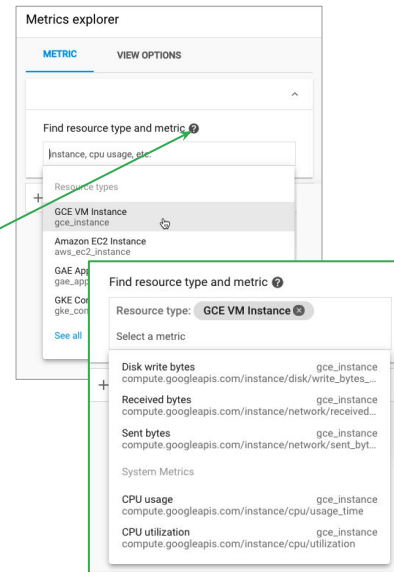 Metrics explorer
METRIC VIEW OPTIONS
Find resource type and metric
Instance, cpu usage, etc.
Resource types
GCE VM Instance
gce_instance
Amazon EC2 Instance
aws_ec2_instance
GAE App
gae_app
GKE Con
gke_con
See all
Find resource type and metric
Resource type: GCE VM Instance
Select a metric
Disk write bytes gce_instance
compute.googleapis.com/instance/disk/write_bytes_...
Received bytes gce_instance
compute.googleapis.com/instance/network/received...
Sent bytes gce_instance
compute.googleapis.com/instance/network/sent_byt...
System Metrics
CPU usage gce_instance
compute.googleapis.com/instance/cpu/usage_time
CPU utilization gce_instance
compute.googleapis.com/instance/cpu/utilization